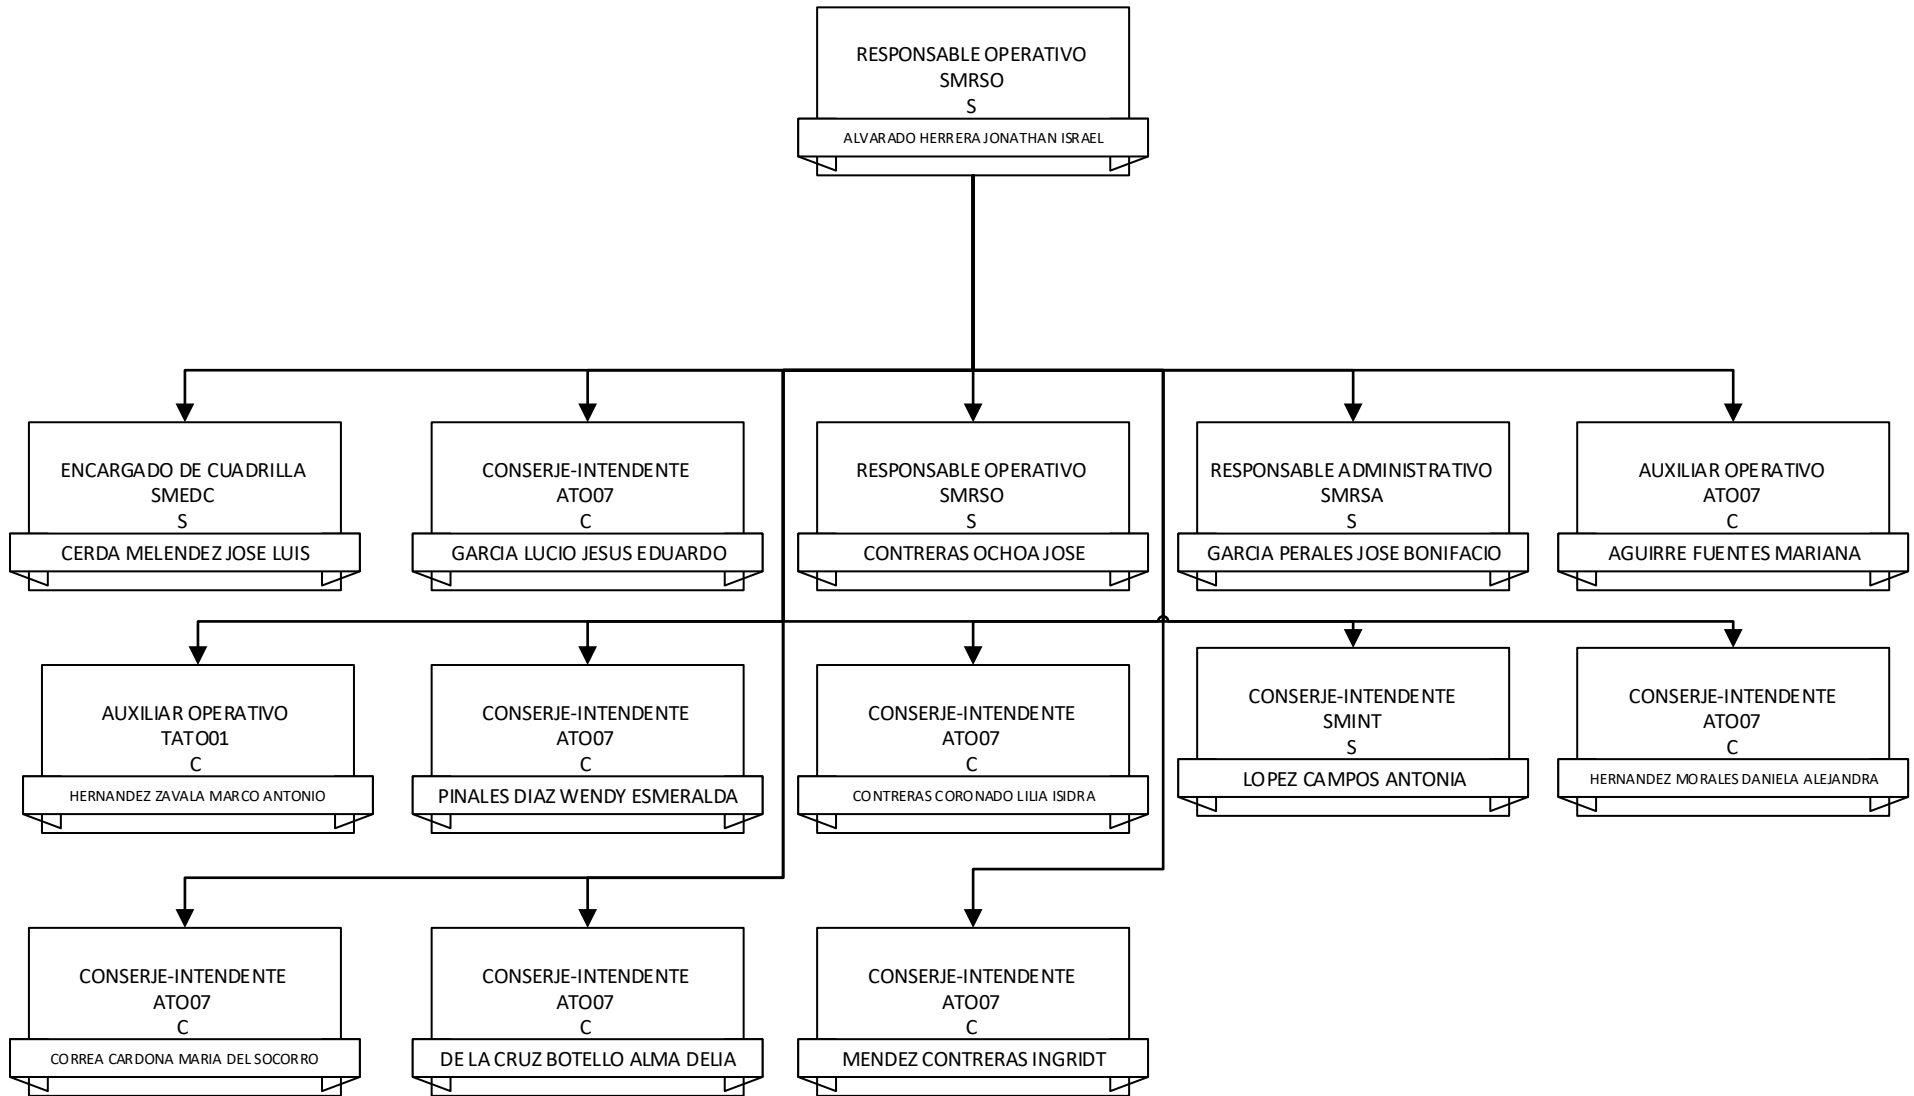 RESPONSABLE OPERATIVO
SMRSO
S
ALVARADO HERRERA JONATHAN ISRAEL
ENCARGADO DE CUADRILLA
SMEDC
S
CERDA MELENDEZ JOSE LUIS
CONSERJE-INTENDENTE
ATO07
C
GARCIA LUCIO JESUS EDUARDO
RESPONSABLE OPERATIVO
SMRSO
S
CONTRERAS OCHOA JOSE
RESPONSABLE ADMINISTRATIVO
SMRSA
S
GARCIA PERALES JOSE BONIFACIO
AUXILIAR OPERATIVO
ATO07
C
AGUIRRE FUENTES MARIANA
AUXILIAR OPERATIVO
TATO01
C
HERNANDEZ ZAVALA MARCO ANTONIO
CONSERJE-INTENDENTE
ATO07
C
PINALES DIAZ WENDY ESMERALDA
CONSERJE-INTENDENTE
ATO07
C
CONTRERAS CORONADO LILIA ISIDRA
CONSERJE-INTENDENTE
SMINT
S
LOPEZ CAMPOS ANTONIA
CONSERJE-INTENDENTE
ATO07
C
HERNANDEZ MORALES DANIELA ALEJANDRA
CONSERJE-INTENDENTE
ATO07
C
CORREA CARDONA MARIA DEL SOCORRO
CONSERJE-INTENDENTE
ATO07
C
DE LA CRUZ BOTELLO ALMA DELIA
CONSERJE-INTENDENTE
ATO07
C
MENDEZ CONTRERAS INGRIDT